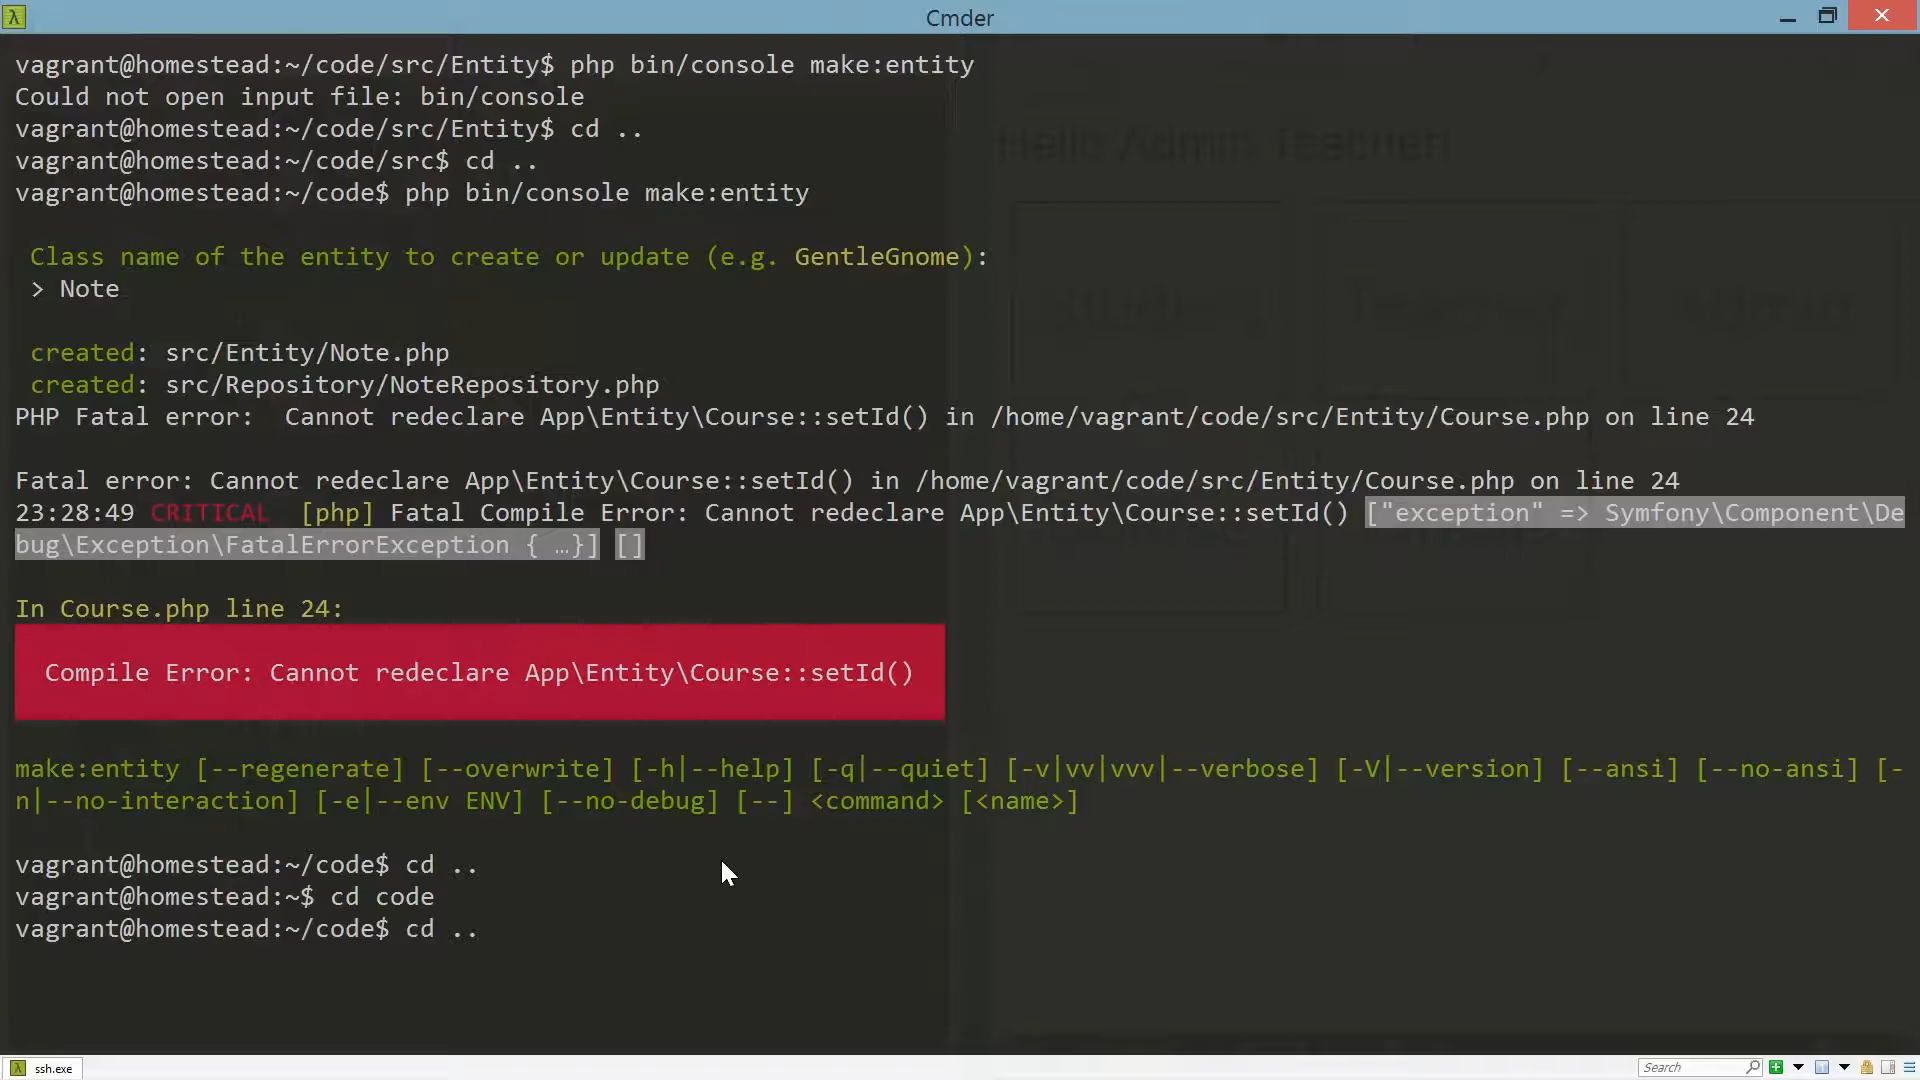 Cmder
vagrant@homestead:~/code/src/Entity$ php bin/console make:entity
Could not open input file: bin/console
vagrant@homestead:~/code/src/Entity$ cd ..
vagrant@homestead:~/code/src$ cd ..
Hello Admin Teacher!
vagrant@homestead:~/code$ php bin/console make:entity
Class name of the entity to create or update (e.g. GentleGnome):
> Note
created: src/Entity/Note.php
created: src/Repository/NoteRepository.php
PHP Fatal error:  Cannot redeclare App\Entity\Course::setId() in /home/vagrant/code/src/Entity/Course.php on line 24
Fatal error: Cannot redeclare App\Entity\Course::setId() in /home/vagrant/code/src/Entity/Course.php on line 24
23:28:49 CRITICAL  [php] Fatal Compile Error: Cannot redeclare App\Entity\Course::setId() ["exception" => Symfony\Component\De
bug\Exception\FatalErrorException { …}] []
In Course.php line 24:
Compile Error: Cannot redeclare App\Entity\Course::setId()
make:entity [--regenerate] [--overwrite] [-h|--help] [-q|--quiet] [-v|vv|vvv|--verbose] [-V|--version] [--ansi] [--no-ansi] [-
n|--no-interaction] [-e|--env ENV] [--no-debug] [--] <command> [<name>]
vagrant@homestead:~/code$ cd ..
vagrant@homestead:~$ cd code
vagrant@homestead:~/code$ cd ..
ssh.exe
Search